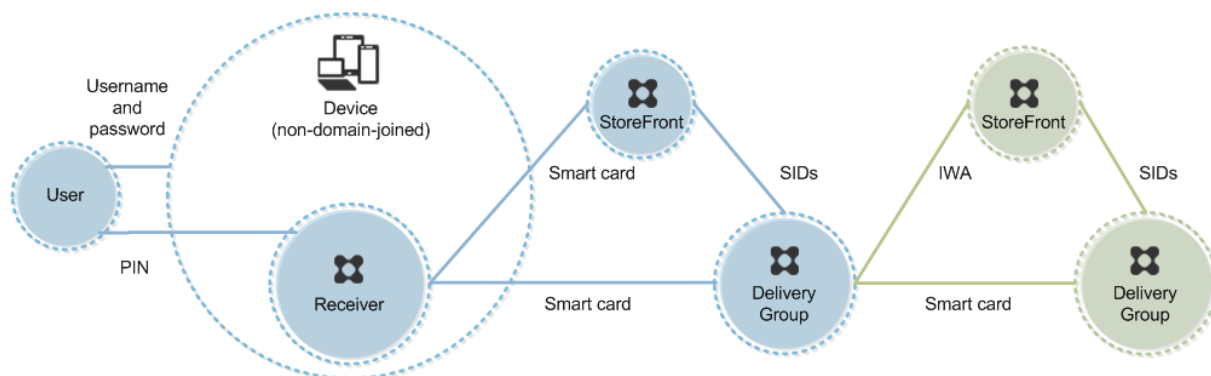 Username
and
password
User
PIN
Device
(non-domain-joined)
Receiver
StoreFront
Smart card
SIDs
Smart card
Delivery
Group
StoreFront
IWA
SIDs
Smart card
Delivery
Group